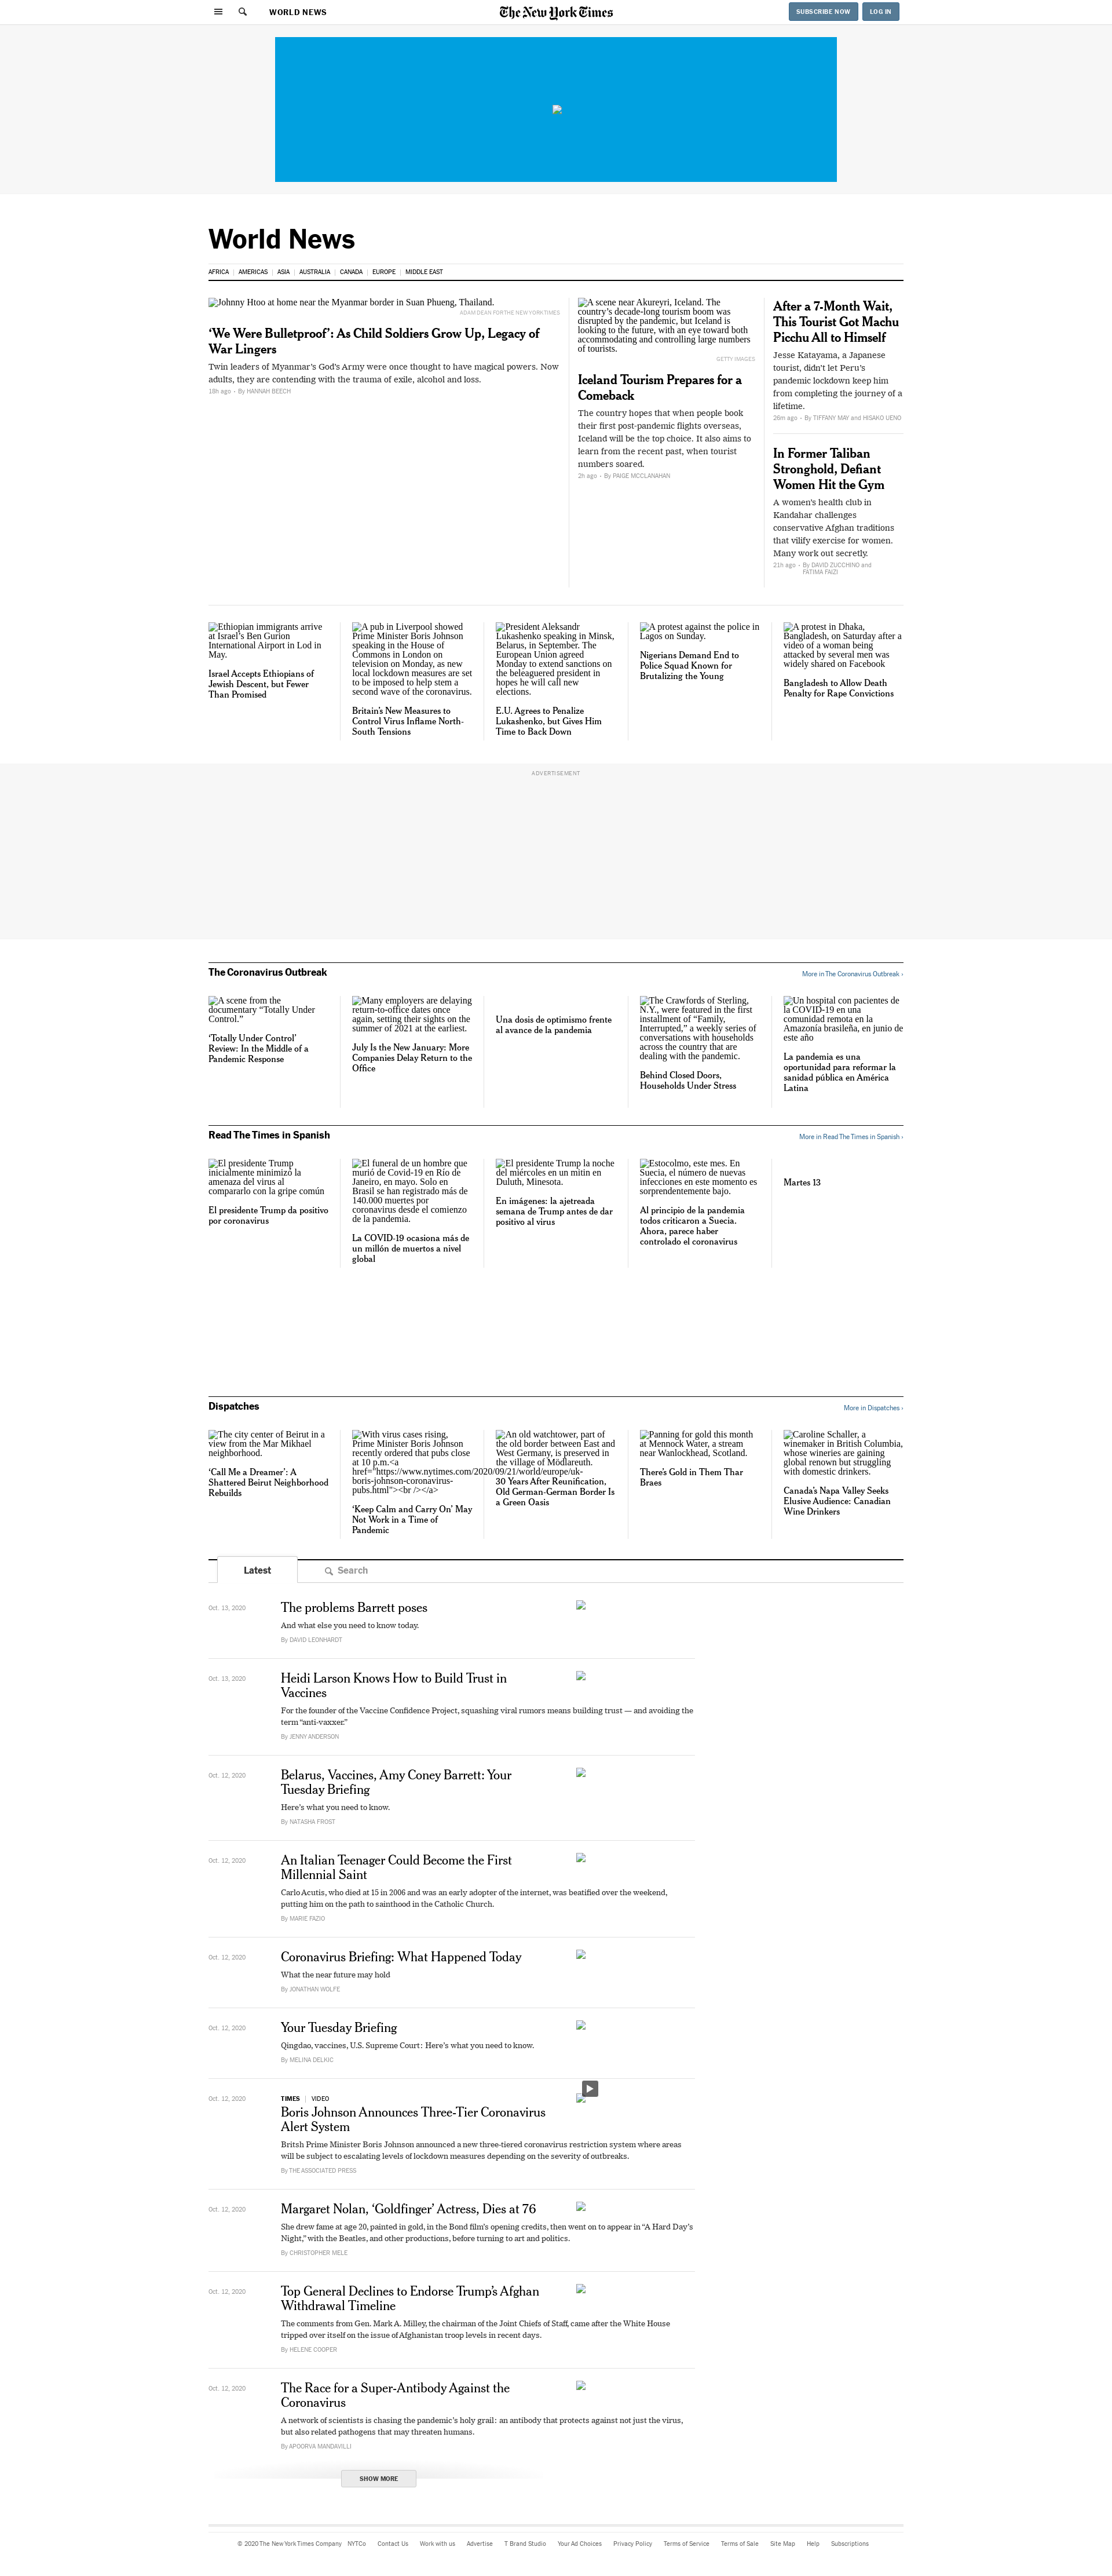 WORLD NEWS
The New York Times
SUBSCRIBE NOW
LOG IN
World News
AFRICA
AMERICAS
ASIA
AUSTRALIA
CANADA
EUROPE
MIDDLE EAST
Johnny Htoo at home near the Myanmar border in Suan Phueng, Thailand.
ADAM DEAN FOR THE NEW YORK TIMES
‘We Were Bulletproof’: As Child Soldiers Grow Up, Legacy of
War Lingers
Twin leaders of Myanmar’s God’s Army were once thought to have magical powers. Now
adults, they are contending with the trauma of exile, alcohol and loss.
18h ago • By HANNAH BEECH
A scene near Akureyri, Iceland. The
country’s decade-long tourism boom was
disrupted by the pandemic, but Iceland is
looking to the future, with an eye toward both
accommodating and controlling large numbers
of tourists.
GETTY IMAGES
Iceland Tourism Prepares for a
Comeback
The country hopes that when people book
their first post-pandemic flights overseas,
Iceland will be the top choice. It also aims to
learn from the recent past, when tourist
numbers soared.
2h ago • By PAIGE MCCLANAHAN
After a 7-Month Wait,
This Tourist Got Machu
Picchu All to Himself
Jesse Katayama, a Japanese
tourist, didn’t let Peru’s
pandemic lockdown keep him
from completing the journey of a
lifetime.
26m ago • By TIFFANY MAY and HISAKO UENO
In Former Taliban
Stronghold, Defiant
Women Hit the Gym
A women’s health club in
Kandahar challenges
conservative Afghan traditions
that vilify exercise for women.
Many work out secretly.
21h ago • By DAVID ZUCCHINO and
FATIMA FAIZI
Ethiopian immigrants arrive
at Israel’s Ben Gurion
International Airport in Lod in
May.
Israel Accepts Ethiopians of
Jewish Descent, but Fewer
Than Promised
A pub in Liverpool showed
Prime Minister Boris Johnson
speaking in the House of
Commons in London on
television on Monday, as new
local lockdown measures are set
to be imposed to help stem a
second wave of the coronavirus.
Britain’s New Measures to
Control Virus Inflame North-
South Tensions
President Aleksandr
Lukashenko speaking in Minsk,
Belarus, in September. The
European Union agreed
Monday to extend sanctions on
the beleaguered president in
hopes he will call new
elections.
E.U. Agrees to Penalize
Lukashenko, but Gives Him
Time to Back Down
A protest against the police in
Lagos on Sunday.
Nigerians Demand End to
Police Squad Known for
Brutalizing the Young
A protest in Dhaka,
Bangladesh, on Saturday after a
video of a woman being
attacked by several men was
widely shared on Facebook
Bangladesh to Allow Death
Penalty for Rape Convictions
ADVERTISEMENT
The Coronavirus Outbreak
More in The Coronavirus Outbreak ›
A scene from the
documentary “Totally Under
Control.”
‘Totally Under Control’
Review: In the Middle of a
Pandemic Response
Many employers are delaying
return-to-office dates once
again, setting their sights on the
summer of 2021 at the earliest.
July Is the New January: More
Companies Delay Return to the
Office
Una dosis de optimismo frente
al avance de la pandemia
The Crawfords of Sterling,
N.Y., were featured in the first
installment of “Family,
Interrupted,” a weekly series of
conversations with households
across the country that are
dealing with the pandemic.
Behind Closed Doors,
Households Under Stress
Un hospital con pacientes de
la COVID-19 en una
comunidad remota en la
Amazonía brasileña, en junio de
este año
La pandemia es una
oportunidad para reformar la
sanidad pública en América
Latina
Read The Times in Spanish
More in Read The Times in Spanish ›
El presidente Trump
inicialmente minimizó la
amenaza del virus al
compararlo con la gripe común
El presidente Trump da positivo
por coronavirus
El funeral de un hombre que
murió de Covid-19 en Río de
Janeiro, en mayo. Solo en
Brasil se han registrado más de
140.000 muertes por
coronavirus desde el comienzo
de la pandemia.
La COVID-19 ocasiona más de
un millón de muertos a nivel
global
El presidente Trump la noche
del miércoles en un mitin en
Duluth, Minesota.
En imágenes: la ajetreada
semana de Trump antes de dar
positivo al virus
Estocolmo, este mes. En
Suecia, el número de nuevas
infecciones en este momento es
sorprendentemente bajo.
Al principio de la pandemia
todos criticaron a Suecia.
Ahora, parece haber
controlado el coronavirus
Martes 13
Dispatches
More in Dispatches ›
The city center of Beirut in a
view from the Mar Mikhael
neighborhood.
‘Call Me a Dreamer’: A
Shattered Beirut Neighborhood
Rebuilds
With virus cases rising,
Prime Minister Boris Johnson
recently ordered that pubs close
at 10 p.m.<a
href="https://www.nytimes.com/2020/09/21/world/europe/uk-
boris-johnson-coronavirus-
pubs.html"><br /></a>
‘Keep Calm and Carry On’ May
Not Work in a Time of
Pandemic
An old watchtower, part of
the old border between East and
West Germany, is preserved in
the village of Mödlareuth.
30 Years After Reunification,
Old German-German Border Is
a Green Oasis
Panning for gold this month
at Mennock Water, a stream
near Wanlockhead, Scotland.
There’s Gold in Them Thar
Braes
Caroline Schaller, a
winemaker in British Columbia,
whose wineries are gaining
global renown but struggling
with domestic drinkers.
Canada’s Napa Valley Seeks
Elusive Audience: Canadian
Wine Drinkers
Latest
Search
Oct. 13, 2020
The problems Barrett poses
And what else you need to know today.
By DAVID LEONHARDT
Oct. 13, 2020
Heidi Larson Knows How to Build Trust in
Vaccines
For the founder of the Vaccine Confidence Project, squashing viral rumors means building trust — and avoiding the
term “anti-vaxxer.”
By JENNY ANDERSON
Oct. 12, 2020
Belarus, Vaccines, Amy Coney Barrett: Your
Tuesday Briefing
Here’s what you need to know.
By NATASHA FROST
Oct. 12, 2020
An Italian Teenager Could Become the First
Millennial Saint
Carlo Acutis, who died at 15 in 2006 and was an early adopter of the internet, was beatified over the weekend,
putting him on the path to sainthood in the Catholic Church.
By MARIE FAZIO
Oct. 12, 2020
Coronavirus Briefing: What Happened Today
What the near future may hold
By JONATHAN WOLFE
Oct. 12, 2020
Your Tuesday Briefing
Qingdao, vaccines, U.S. Supreme Court: Here’s what you need to know.
By MELINA DELKIC
Oct. 12, 2020
TIMES | VIDEO
Boris Johnson Announces Three-Tier Coronavirus
Alert System
Britsh Prime Minister Boris Johnson announced a new three-tiered coronavirus restriction system where areas
will be subject to escalating levels of lockdown measures depending on the severity of outbreaks.
By THE ASSOCIATED PRESS
Oct. 12, 2020
Margaret Nolan, ‘Goldfinger’ Actress, Dies at 76
She drew fame at age 20, painted in gold, in the Bond film’s opening credits, then went on to appear in “A Hard Day’s
Night,” with the Beatles, and other productions, before turning to art and politics.
By CHRISTOPHER MELE
Oct. 12, 2020
Top General Declines to Endorse Trump’s Afghan
Withdrawal Timeline
The comments from Gen. Mark A. Milley, the chairman of the Joint Chiefs of Staff, came after the White House
tripped over itself on the issue of Afghanistan troop levels in recent days.
By HELENE COOPER
Oct. 12, 2020
The Race for a Super-Antibody Against the
Coronavirus
A network of scientists is chasing the pandemic’s holy grail: an antibody that protects against not just the virus,
but also related pathogens that may threaten humans.
By APOORVA MANDAVILLI
SHOW MORE
© 2020 The New York Times Company
NYTCo
Contact Us
Work with us
Advertise
T Brand Studio
Your Ad Choices
Privacy Policy
Terms of Service
Terms of Sale
Site Map
Help
Subscriptions